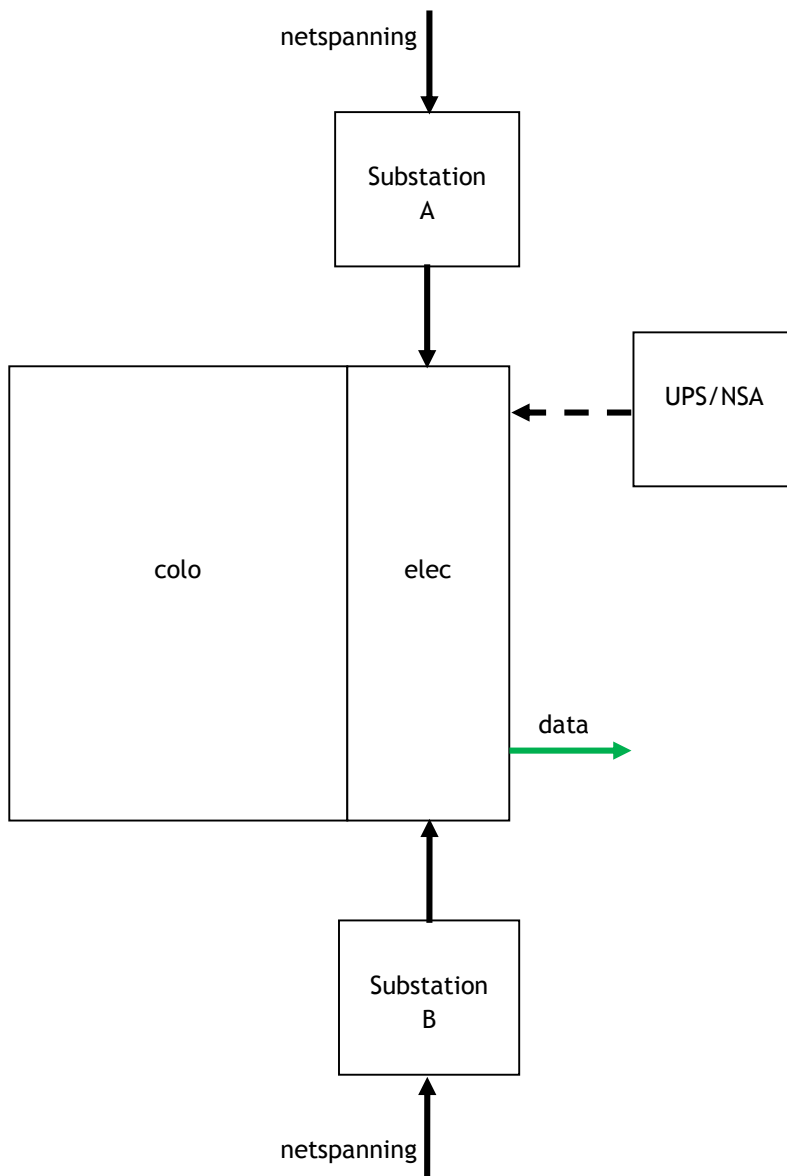 netspanning
Substation
A
UPS/NSA
colo
elec
data
Substation
B
netspanning